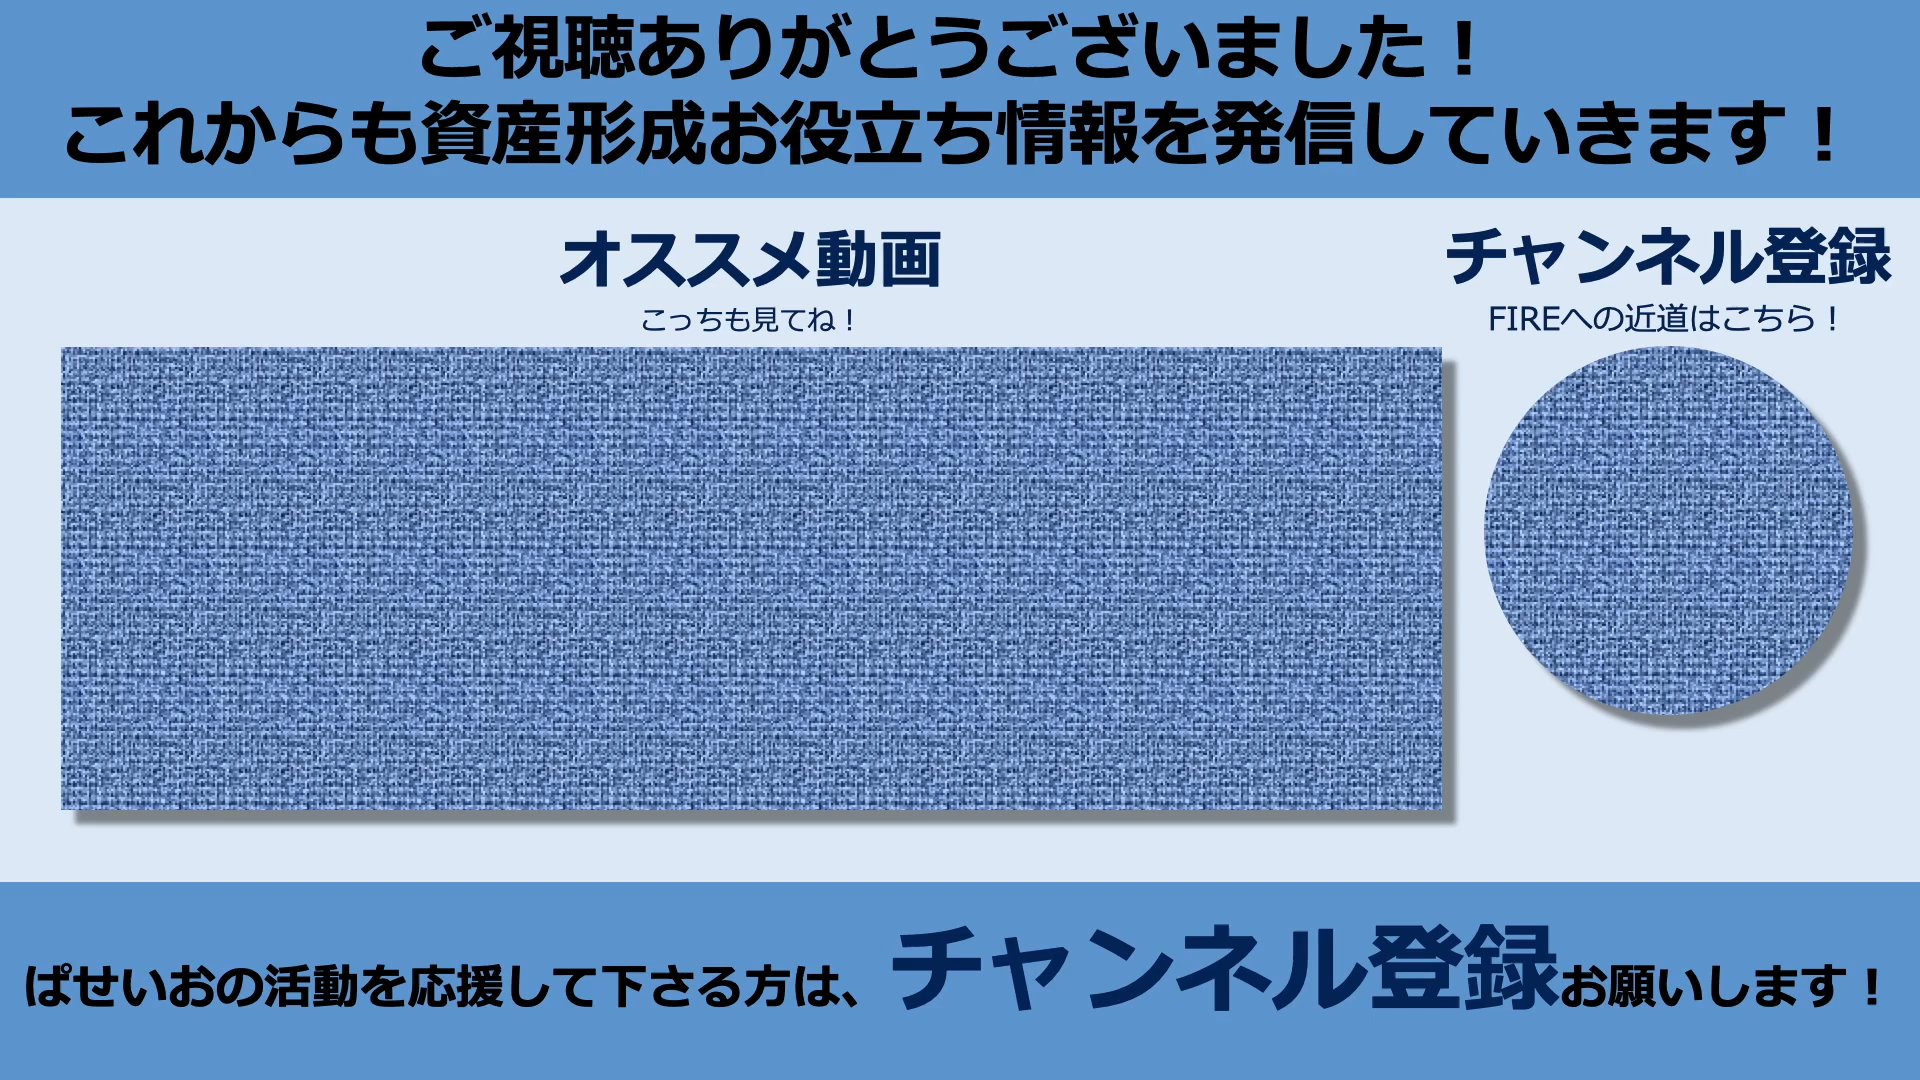 ご視聴ありがとうございました！
これからも資産形成お役立ち情報を発信していきます！
オススメ動画
こっちも見てね！
チャンネル登録
FIREへの近道はこちら！
ぱせいおの活動を応援して下さる方は、チャンネル登録お願いします！